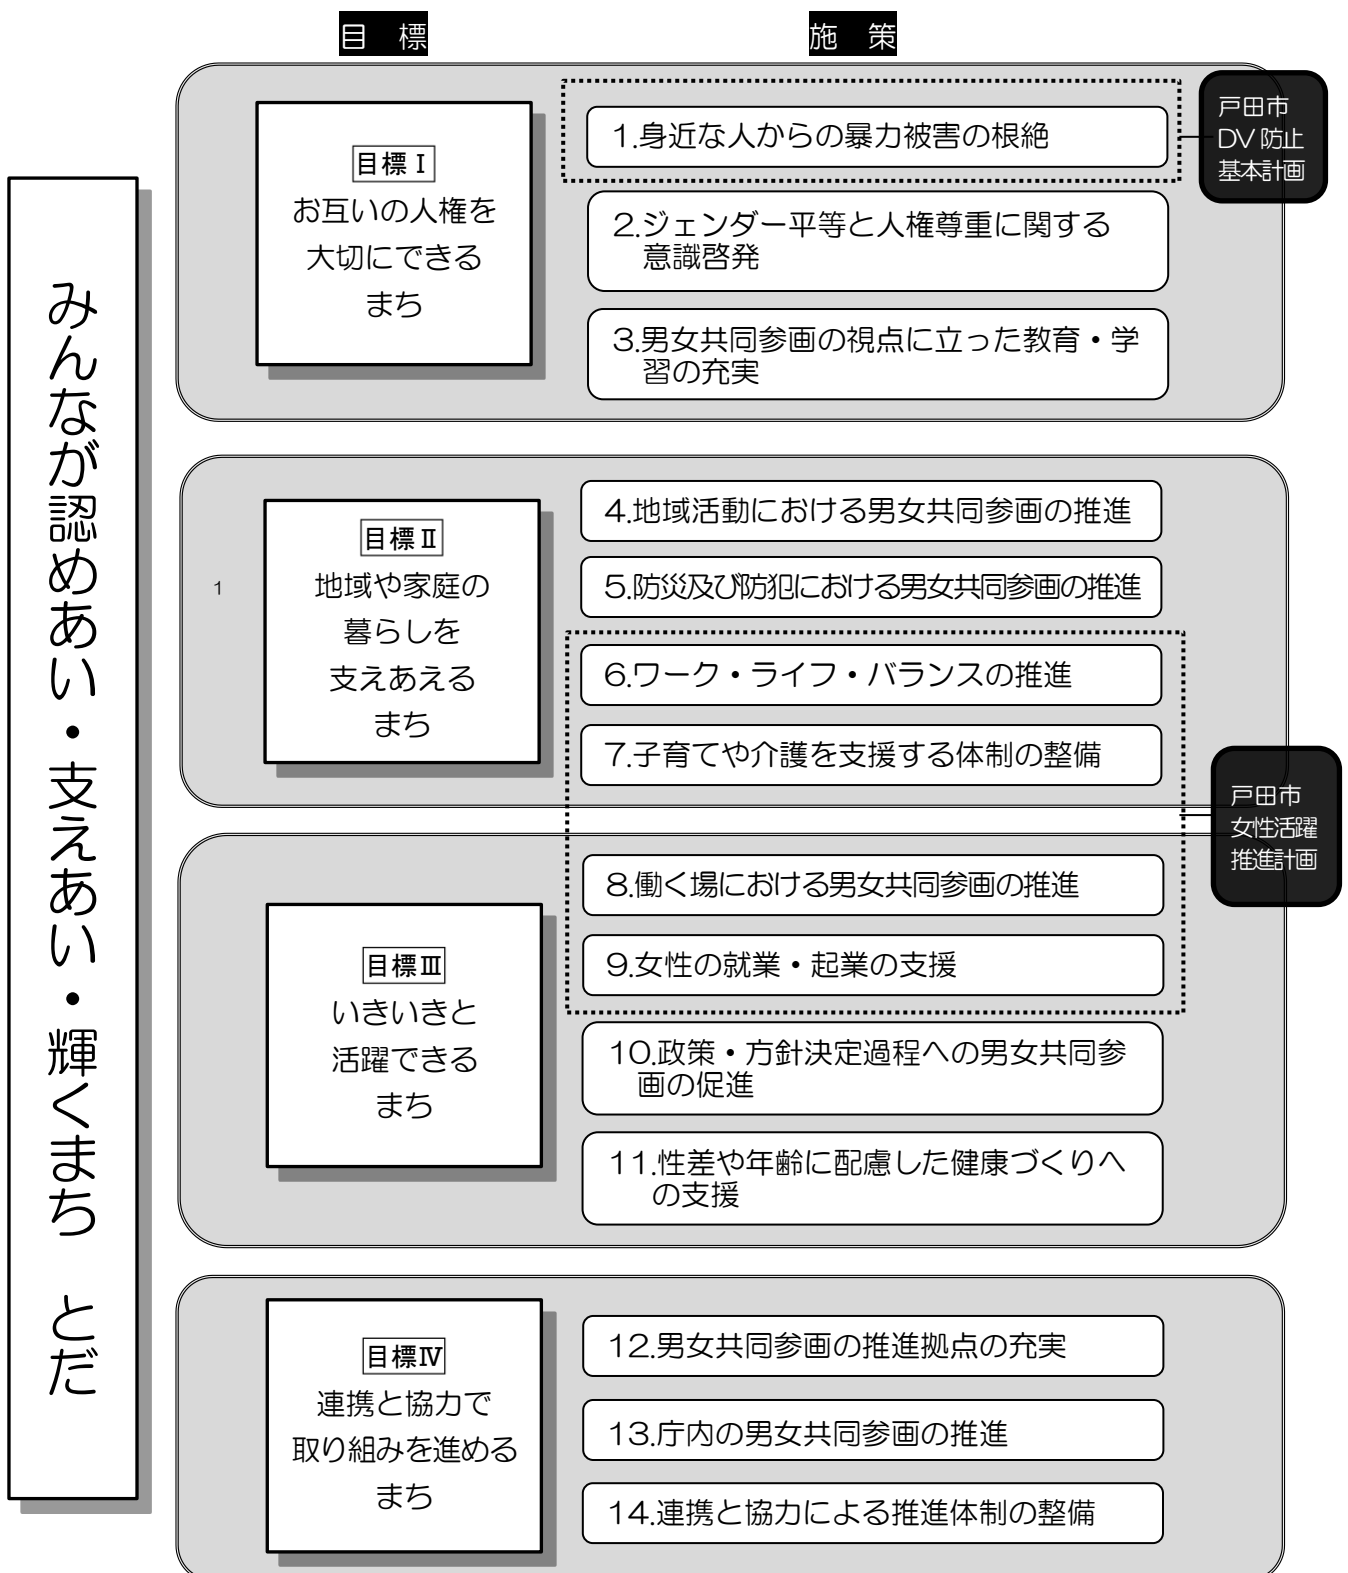 目 標
施 策
みんなが認めあい・支えあい・輝くまち とだ
目標Ⅰ
お互いの人権を
大切にできる
まち
1.身近な人からの暴力被害の根絶
2.ジェンダー平等と人権尊重に関する
意識啓発
3.男女共同参画の視点に立った教育・学
習の充実
戸田市
DV防止
基本計画
1
目標Ⅱ
地域や家庭の
暮らしを
支えあえる
まち
4.地域活動における男女共同参画の推進
5.防災及び防犯における男女共同参画の推進
6.ワーク・ライフ・バランスの推進
7.子育てや介護を支援する体制の整備
戸田市
女性活躍
推進計画
目標Ⅲ
いきいきと
活躍できる
まち
8.働く場における男女共同参画の推進
9.女性の就業・起業の支援
10.政策・方針決定過程への男女共同参
画の促進
11.性差や年齢に配慮した健康づくりへ
の支援
目標Ⅳ
連携と協力で
取り組みを進める
まち
12.男女共同参画の推進拠点の充実
13.庁内の男女共同参画の推進
14.連携と協力による推進体制の整備